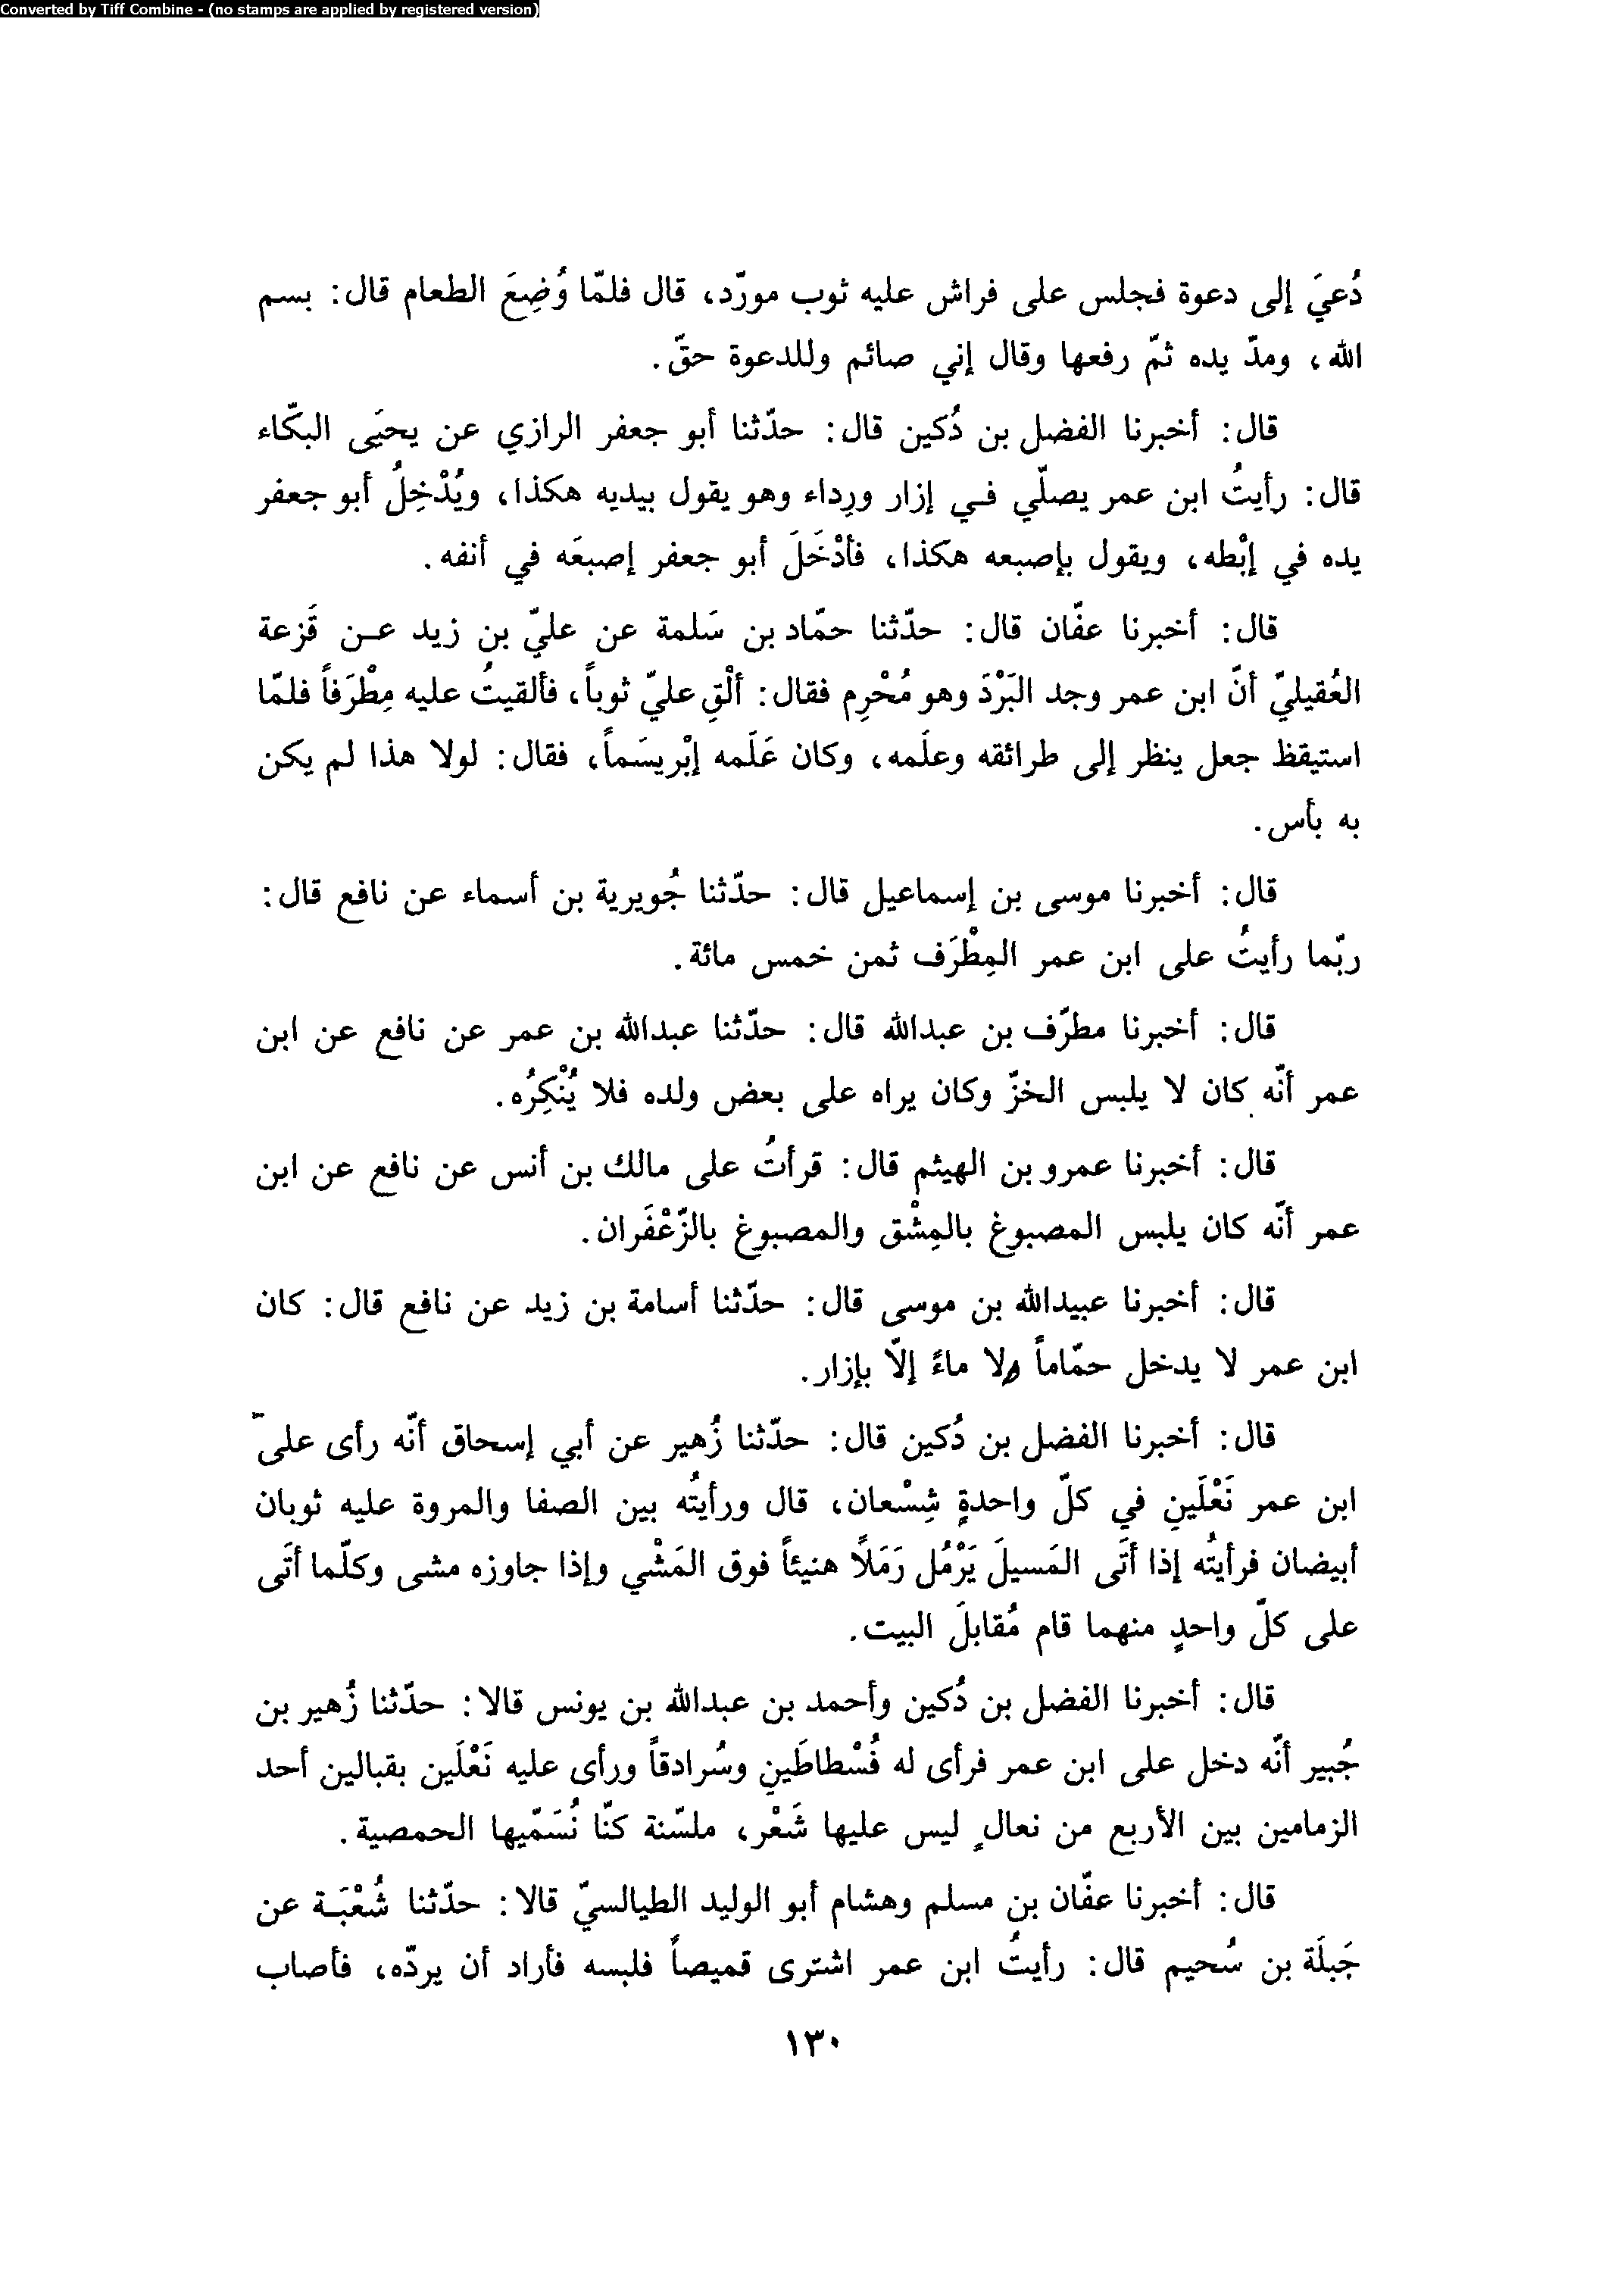 Converted by Tiff Combine - (no stamps are applied by registered version)
دُعيَ إلى دعوة فجلس على فراش عليه ثوب مورّد، قال فلمّا وُضِعَ الطعام قال: بسم
الله، ومدّ يده ثمّ رفعها وقال إني صائم وللدعوة حقّ.
قال: أخبرنا الفضل بن دُكين قال: حدّثنا أبو جعفر الرازي عن يحيَى البكّاء
قال: رأيتُ ابن عمر يصلّي في إزار ورِداء وهو يقول بيديه هكذا، ويُدْخِلُ أبو جعفر
يده في إبْطه، ويقول بإصبعه هكذا، فأدْخَلَ أبو جعفر إصبعَه في أنفه.
قال: أخبرنا عفّان قال: حدّثنا حمّاد بن سَلمة عن عليّ بن زيد عن قَزعة
العُقيليّ أنّ ابن عمر وجد البَرْدَ وهو مُحْرِم فقال: ألْقِ عليّ ثوباً، فألقيتُ عليه مِطْرَفاً فلمّا
استيقظ جعل ينظر إلى طرائقه وعلَمه، وكان عَلَمه إبْريسَماً، فقال: لولا هذا لم يكن
به بأس.
قال: أخبرنا موسى بن إسماعيل قال: حدّثنا جُويرية بن أسماء عن نافع قال:
ربّما رأيتُ على ابن عمر المِطْرَف ثمن خمس مائة.
قال: أخبرنا مطرّف بن عبدالله قال: حدّثنا عبدالله بن عمر عن نافع عن ابن
عمر أنّه كان لا يلبس الخزّ وكان يراه على بعض ولده فلا يُنْكِرُه.
قال: أخبرنا عمرو بن الهيثم قال: قرأتُ على مالك بن أنس عن نافع عن ابن
عمر أنّه كان يلبس المصبوغ بالمِشْق والمصبوغ بالزّعْفَران.
قال: أخبرنا عبيدالله بن موسى قال: حدّثنا أسامة بن زيد عن نافع قال: كان
ابن عمر لا يدخل حمّاماً ولا ماءً إلّا بإزار.
قال: أخبرنا الفضل بن دُكين قال: حدّثنا زُهير عن أبي إسحاق أنّه رأى على
ابن عمر نَعْلَينِ في كلّ واحدةٍ شِسْعان، قال ورأيتُه بين الصفا والمروة عليه ثوبان
أبيضان فرأيتُه إذا أتَى المَسيلَ يَرْمُل رَمَلًا هنيئاً فوق المَشْي وإذا جاوزه مشى وكلّما أتَى
على كلّ واحدٍ منهما قام مُقابلَ البيت.
قال: أخبرنا الفضل بن دُكين وأحمد بن عبدالله بن يونس قالا: حدّثنا زُهير بن
جُبير أنّه دخل على ابن عمر فرأى له فُسْطاطَينِ وسُرادقاً ورأى عليه نَعْلَين بقبالين أحد
الزمامين بين الأربع من نعالٍ ليس عليها شَعْر، ملسّنة كنّا نُسَمّيها الحمصية.
قال: أخبرنا عفّان بن مسلم وهشام أبو الوليد الطيالسيّ قالا: حدّثنا شُعْبَة عن
جَبلَة بن سُحيم قال: رأيتُ ابن عمر اشترى قميصاً فلبسه فأراد أن يردّه، فأصاب
١٣٠